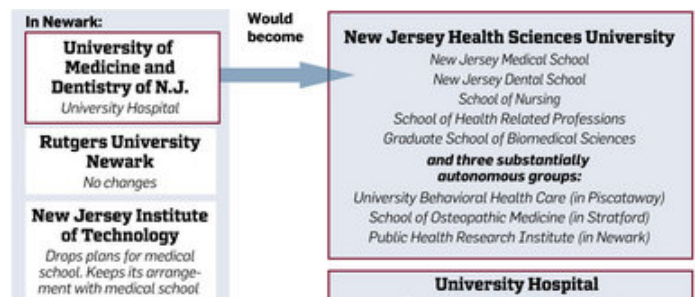 In Newark:
University of
Medicine and
Dentistry of N.J.
University Hospital
Rutgers University
Newark
No changes
New Jersey Institute
of Technology
Drops plans for medical
school. Keeps its arrange-
ment with medical school
Would
become
New Jersey Health Sciences University
New Jersey Medical School
New Jersey Dental School
School of Nursing
School of Health Related Professions
Graduate School of Biomedical Sciences
and three substantially
autonomous groups:
University Behavioral Health Care (in Piscataway)
School of Osteopathic Medicine (in Stratford)
Public Health Research Institute (in Newark)
University Hospital